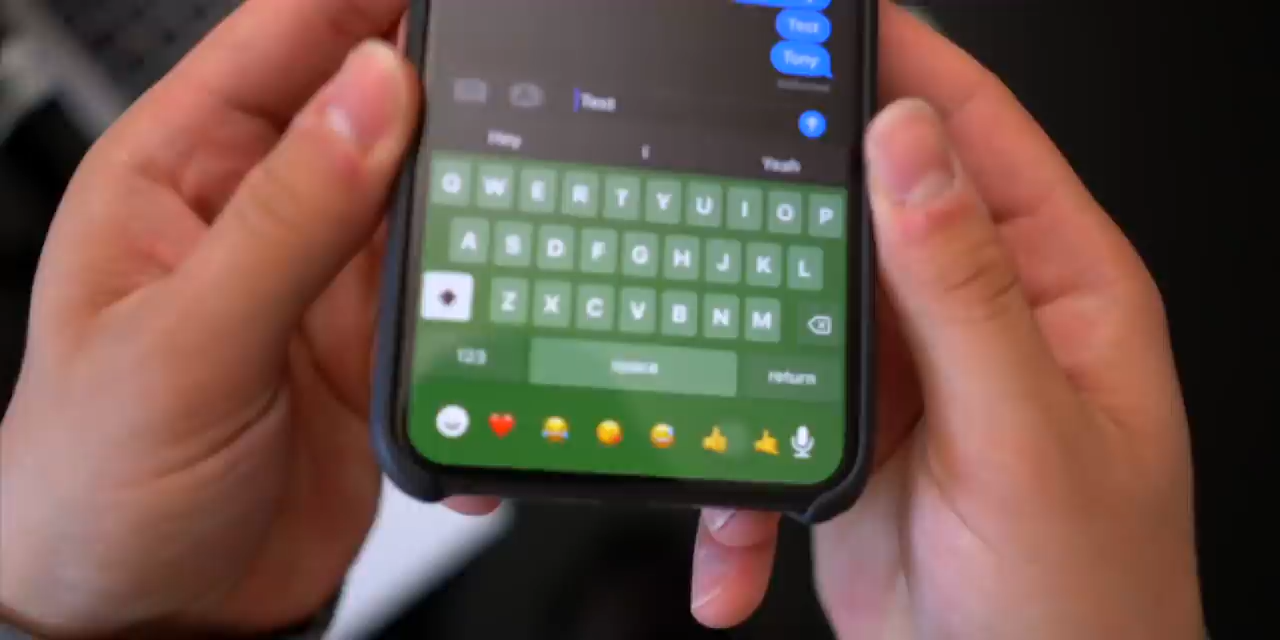 Test
Tony
Test
Hey I Yeah
Q W E R T Y U I O P
A S D F G H J K L
Z X C V B N M
123 space return